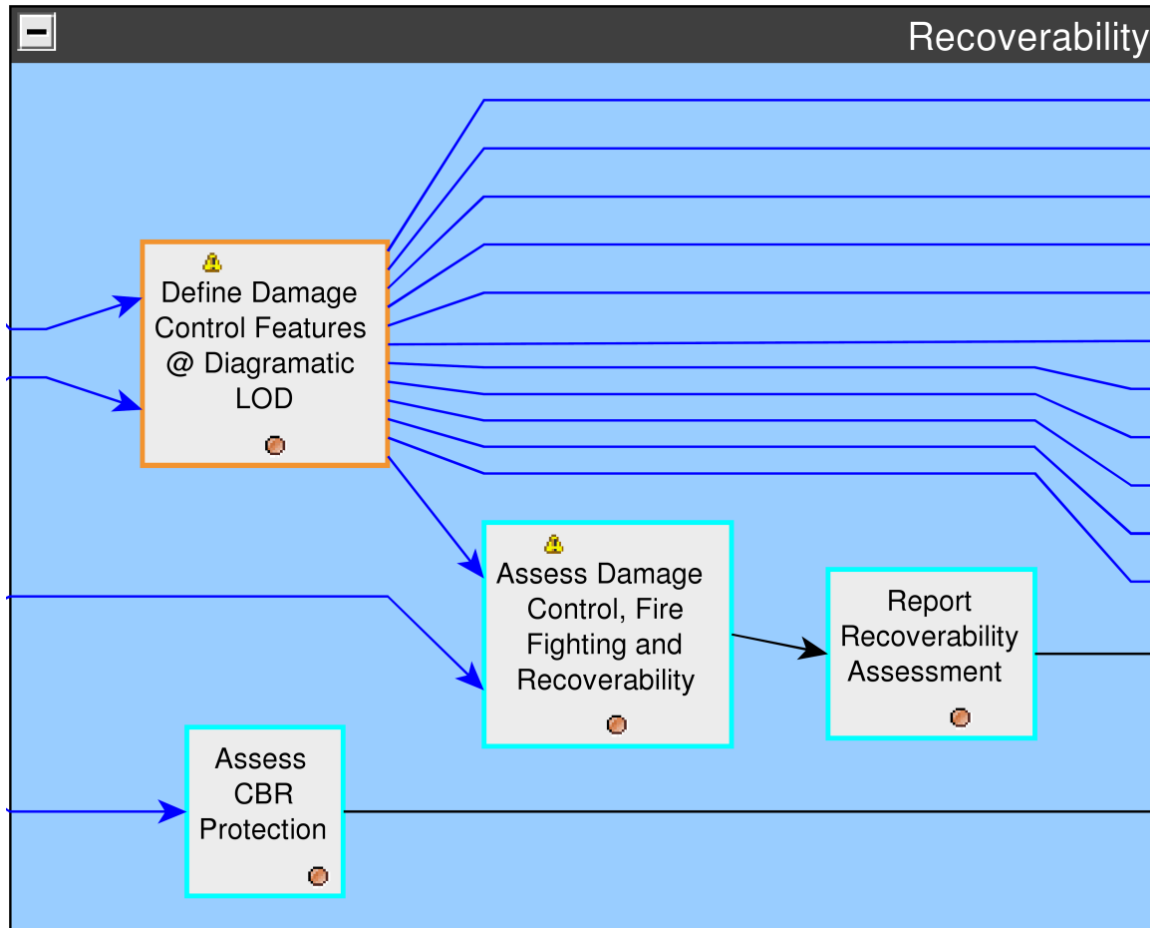 Recoverability
Define Damage
Control Features
@ Diagramatic
LOD
Assess Damage
Control, Fire
Fighting and
Recoverability
Report
Recoverability
Assessment
Assess
CBR
Protection